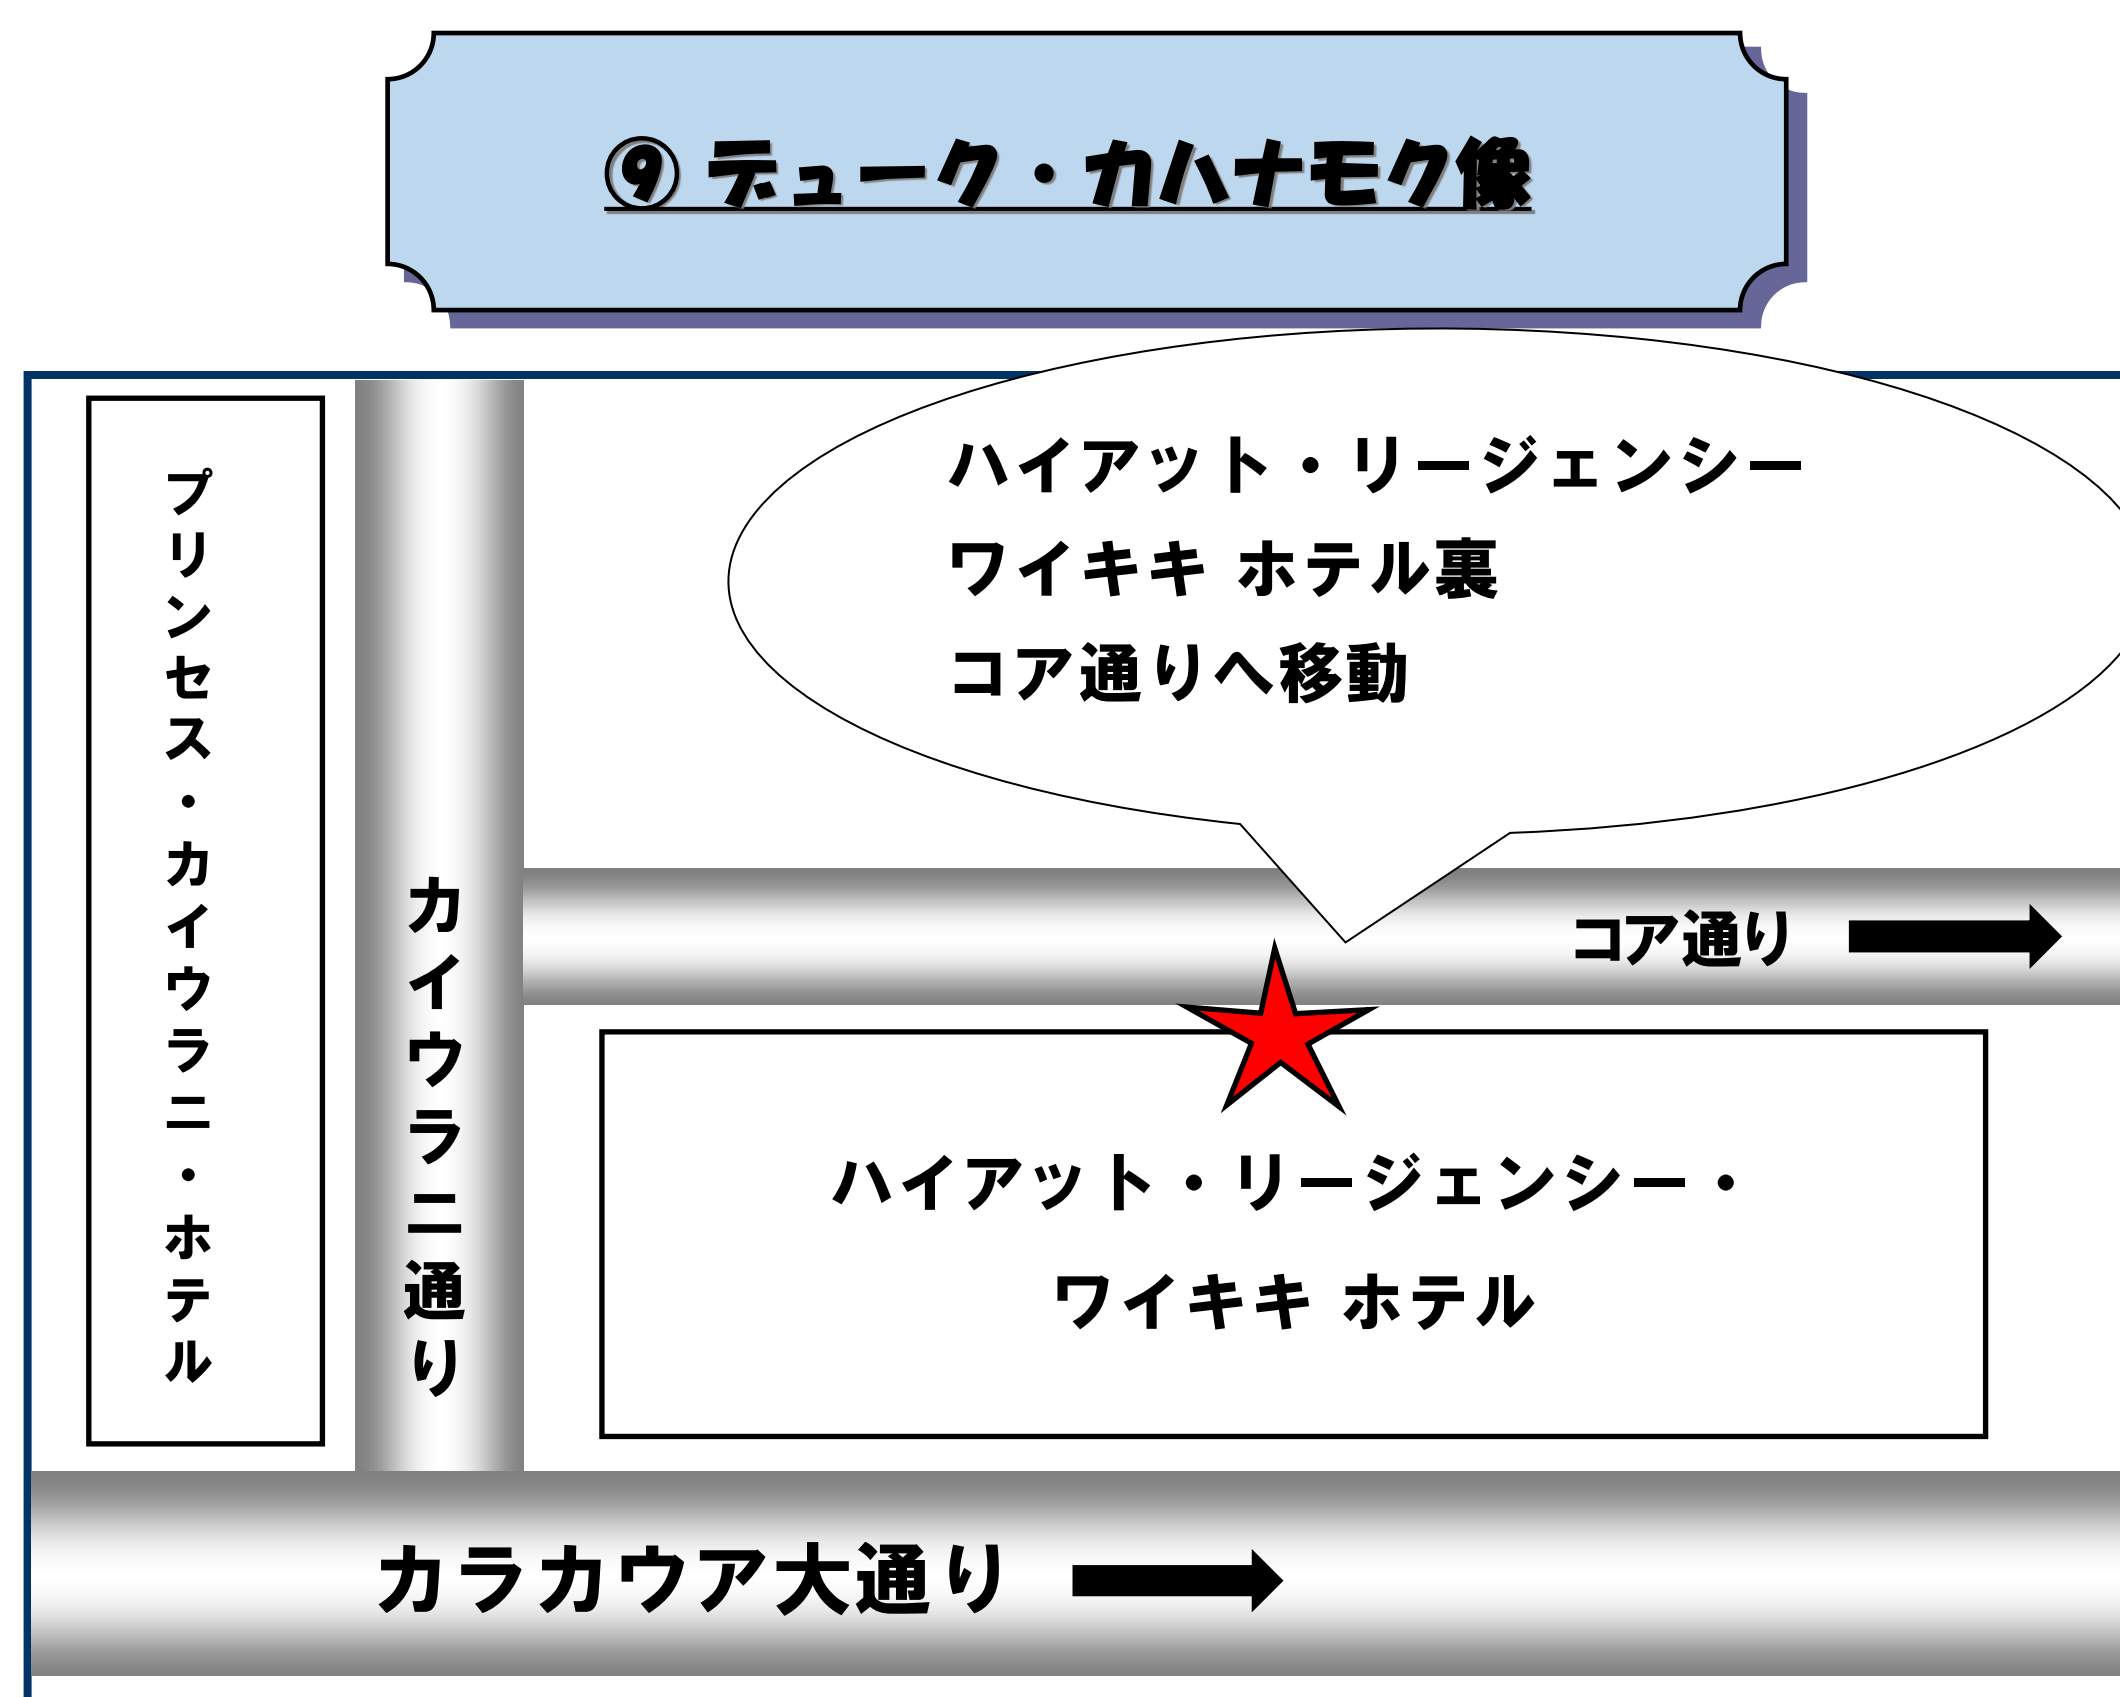 ⑨ デューク・カハナモク像
ハイアット・リージェンシー
ワイキキ ホテル裏
コア通りへ移動
プリンセス・カイウラニ・ホテル
カイウラニ通り
コア通り
ハイアット・リージェンシー・
ワイキキ ホテル
カラカウア大通り